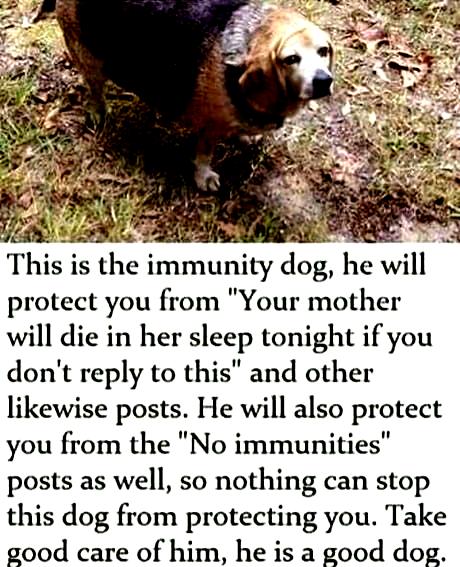 This is the immunity dog, he will
protect you from "Your mother
will die in her sleep tonight if you
don't reply to this" and other
likewise posts. He will also protect
you from the "No immunities"
posts as well, so nothing can stop
this dog from protecting you. Take
good care of him, he is a good dog.